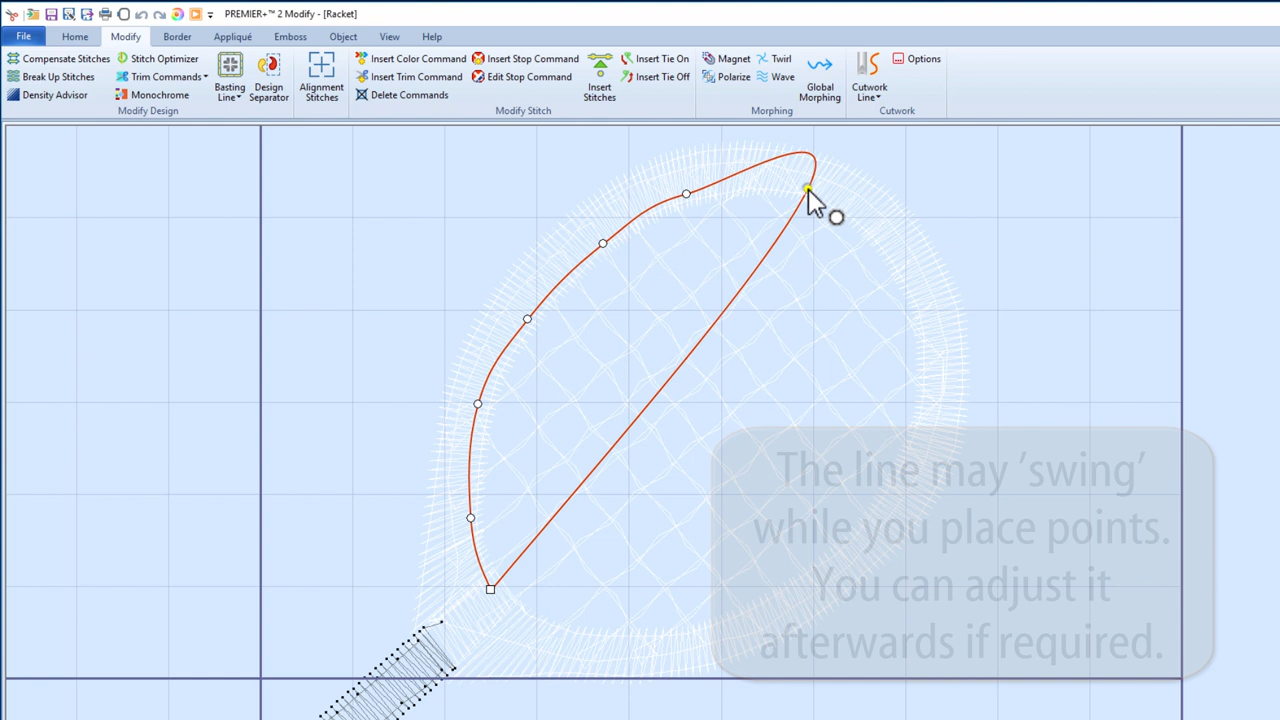 PREMIER+™ 2 Modify - [Racket]
File Home Modify Border Appliqué Emboss Object View Help
Compensate Stitches Stitch Optimizer Insert Color Command Insert Stop Command Insert Tie On Magnet Twirl Options
Break Up Stitches Trim Commands Insert Trim Command Edit Stop Command Insert Tie Off Polarize Wave
Density Advisor Monochrome Delete Commands
Basting Line
Design Separator
Alignment Stitches
Insert Stitches
Global Morphing
Cutwork Line
Modify Design Modify Stitch Morphing Cutwork
The line may 'swing'
while you place points.
You can adjust it
afterwards if required.